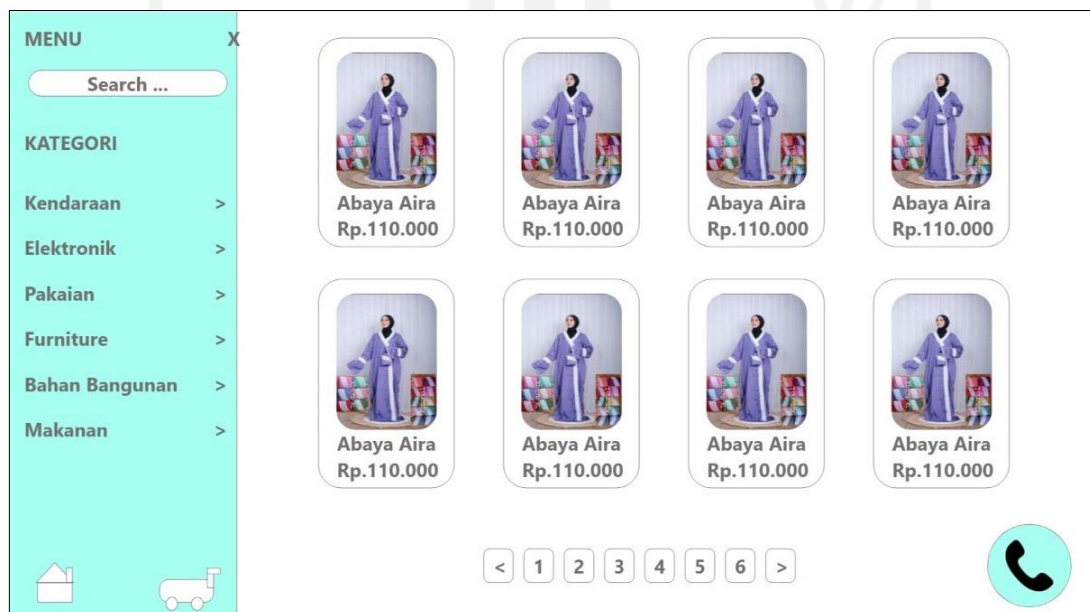 MENU X
Search ...
KATEGORI
Kendaraan >
Elektronik >
Pakaian >
Furniture >
Bahan Bangunan >
Makanan >
Abaya Aira
Rp.110.000
Abaya Aira
Rp.110.000
Abaya Aira
Rp.110.000
Abaya Aira
Rp.110.000
Abaya Aira
Rp.110.000
Abaya Aira
Rp.110.000
Abaya Aira
Rp.110.000
Abaya Aira
Rp.110.000
< 1 2 3 4 5 6 >